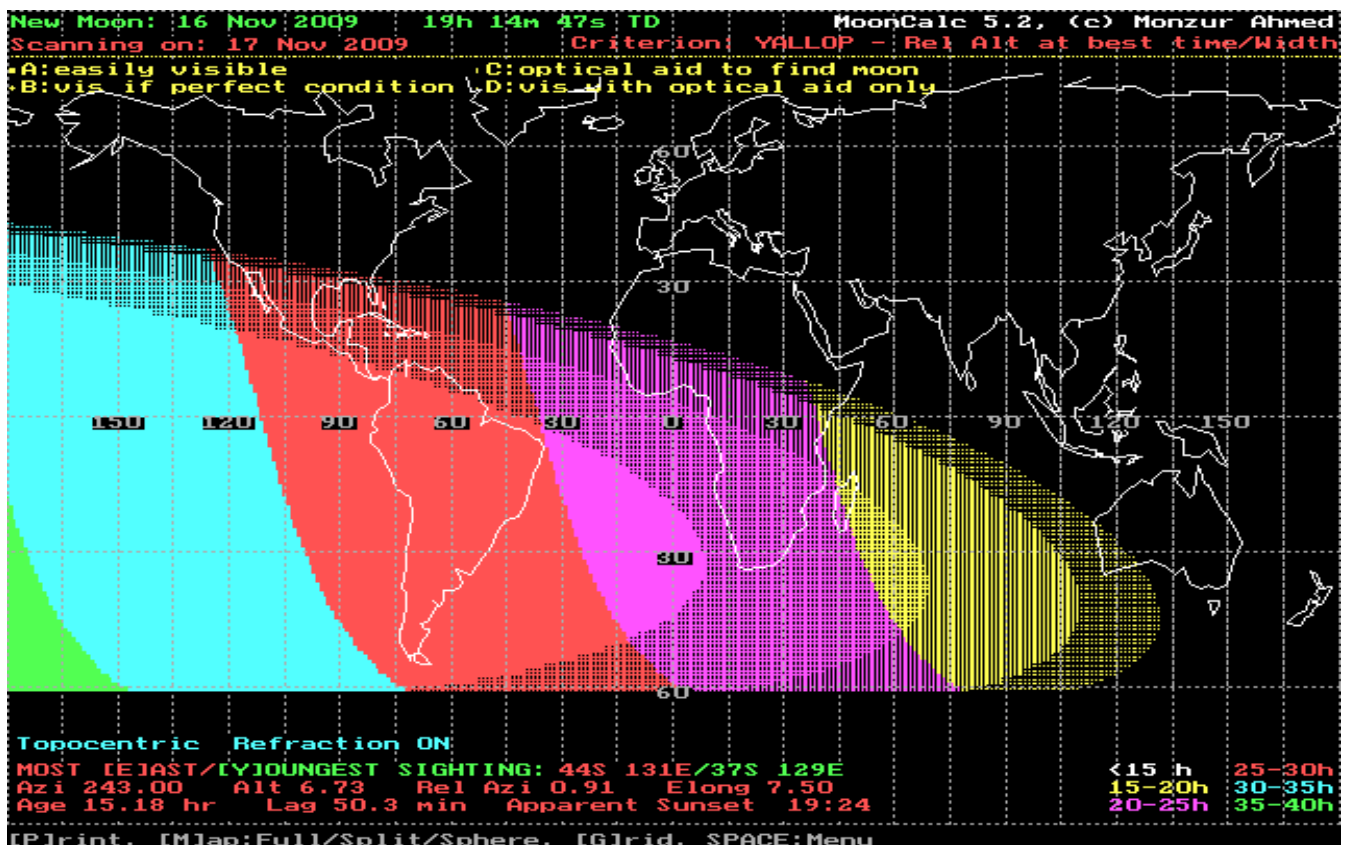 New Moon: 16 Nov 2009 19h 14m 47s TD MoonCalc 5.2, (c) Monzur Ahmed
Scanning on: 17 Nov 2009 Criterion: YALLOP - Rel Alt at best time/Width
A:easily visible C:optical aid to find moon
B:vis if perfect condition D:vis with optical aid only
60
30
150 120 90 60 30 0 30 60 90 120 150
30
60
Topocentric Refraction ON
MOST [E]AST/[Y]OUNGEST SIGHTING: 44S 131E/37S 129E <15 h 25-30h
Azi 243.00 Alt 6.73 Rel Azi 0.91 Elong 7.50 15-20h 30-35h
Age 15.18 hr Lag 50.3 min Apparent Sunset 19:24 20-25h 35-40h
[P]rint, [M]ap:Full/Split/Sphere, [G]rid, SPACE:Menu